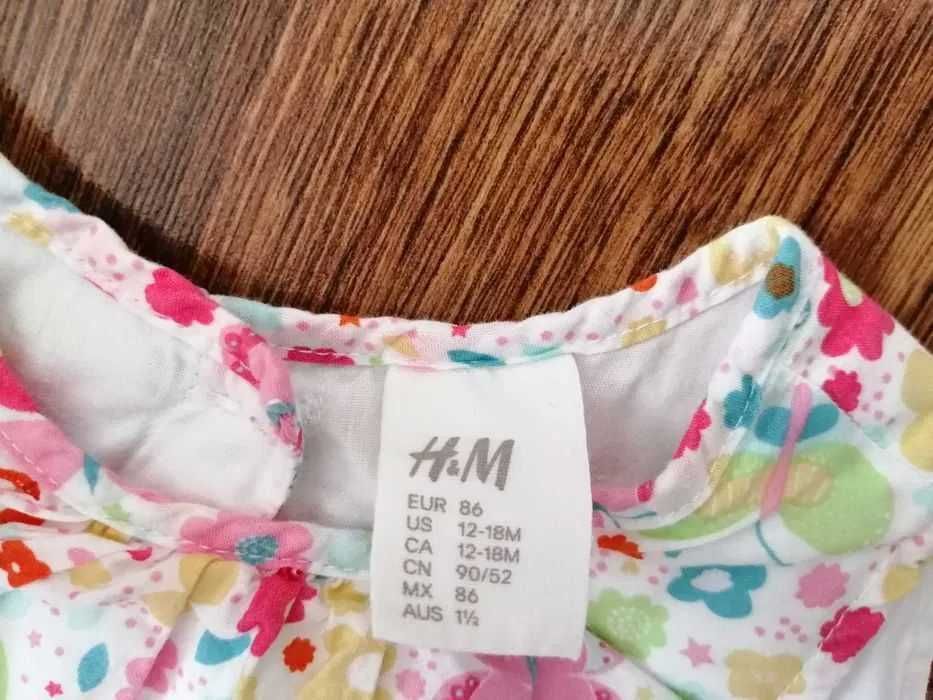 H&M
EUR 86
US 12-18M
CA 12-18M
CN 90/52
MX 86
AUS 1½